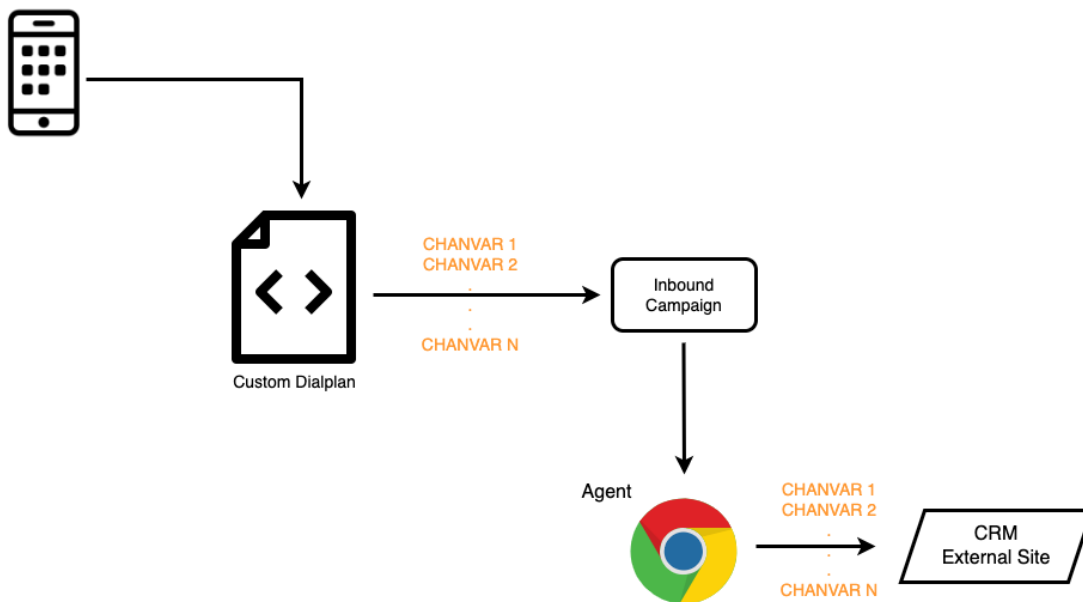 CHANVAR 1
CHANVAR 2
.
.
.
CHANVAR N
Custom Dialplan
Inbound
Campaign
Agent
CHANVAR 1
CHANVAR 2
.
.
.
CHANVAR N
CRM
External Site